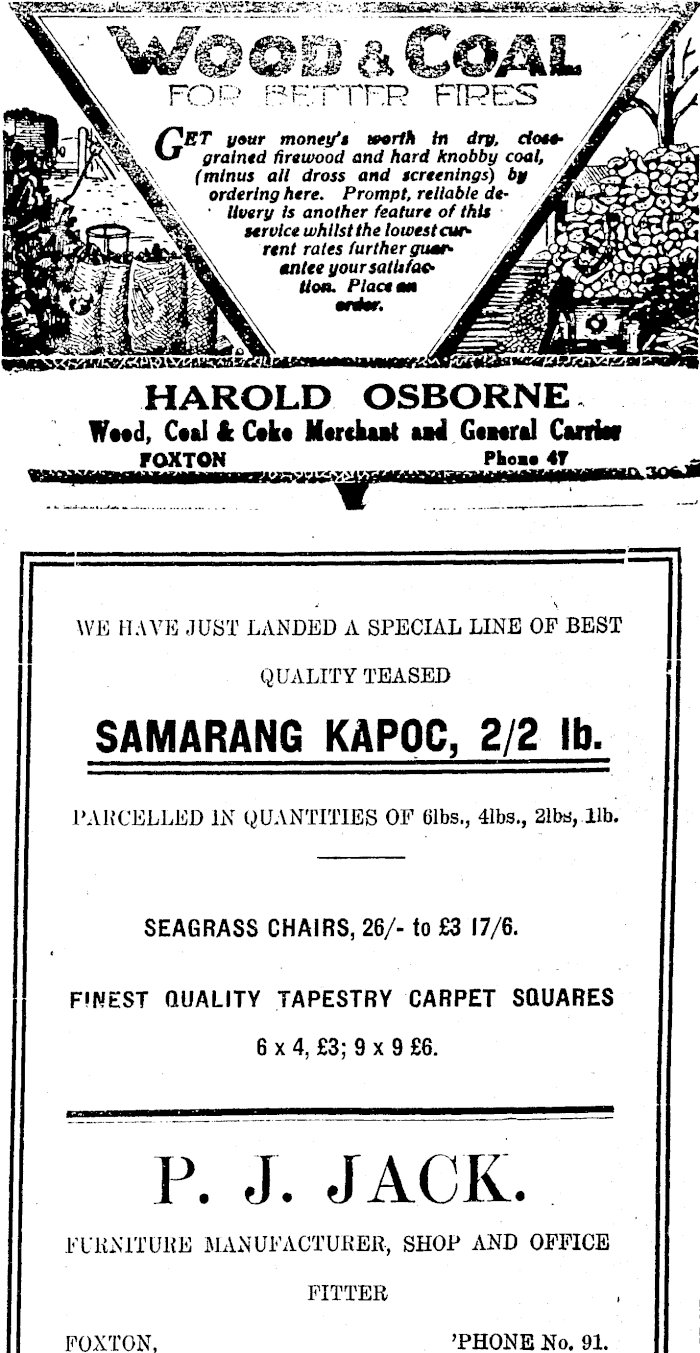 WOOD & COAL
FOR BETTER FIRES
GET your money's worth in dry, close-
grained firewood and hard knobby coal,
(minus all dross and screenings) by
ordering here. Prompt, reliable de-
livery is another feature of this
service whilst the lowest cur-
rent rates further guar-
antee your satisfac-
tion. Place an
order.
HAROLD OSBORNE
Wood, Coal & Coke Merchant and General Carrier
FOXTON Phone 47
D. 306
WE HAVE JUST LANDED A SPECIAL LINE OF BEST
QUALITY TEASED
SAMARANG KAPOC, 2/2 lb.
PARCELLED IN QUANTITIES OF 6lbs., 4lbs., 2lbs, 1lb.
SEAGRASS CHAIRS, 26/- to £3 17/6.
FINEST QUALITY TAPESTRY CARPET SQUARES
6 x 4, £3; 9 x 9 £6.
P. J. JACK.
FURNITURE MANUFACTURER, SHOP AND OFFICE
FITTER
FOXTON, 'PHONE No. 91.